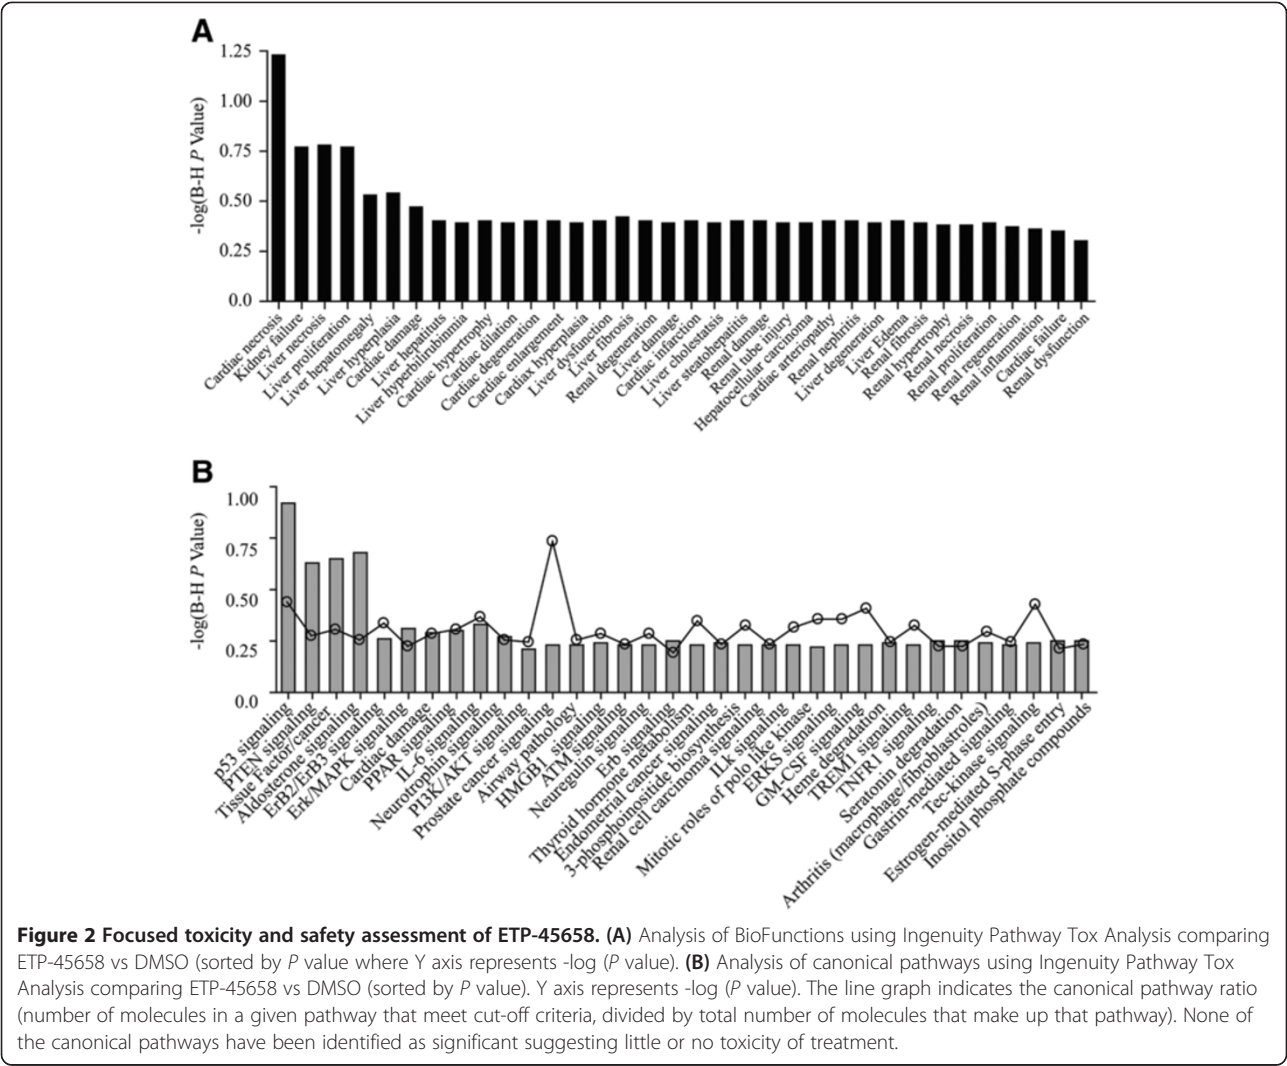 A
-log(B-H P Value)
1.25
1.00
0.75
0.50
0.25
0.0
Cardiac necrosis
Kidney failure
Liver necrosis
Liver proliferation
Liver hepatomegaly
Liver hyperplasia
Cardiac damage
Liver hepatituts
Liver hyperbilirubinmia
Cardiac hypertrophy
Cardiac dilation
Cardiac degeneration
Cardiac enlargement
Cardiax hyperplasia
Liver dysfunction
Liver fibrosis
Renal degeneration
Liver damage
Cardiac infarction
Liver cholestatsis
Liver steatohepatitis
Renal damage
Renal tube injury
Hepatocellular carcinoma
Cardiac arteriopathy
Renal nephritis
Liver degeneration
Liver Edema
Renal fibrosis
Renal hypertrophy
Renal necrosis
Renal proliferation
Renal regeneration
Renal inflammation
Cardiac failure
Renal dysfunction
B
-log(B-H P Value)
1.00
0.75
0.50
0.25
0.0
p53 signaling
PTEN signaling
Tissue Factor/cancer
Aldosterone signaling
ErB2/ErB3 signaling
Erk/MAPK signaling
Cardiac damage
PPAR signaling
IL-6 signaling
Neurotrophin signaling
PI3K/AKT signaling
Prostate cancer signaling
Airway pathology
HMGB1 signaling
ATM signaling
Neuregulin signaling
Erb signaling
Thyroid hormone metabolism
Endometrial cancer signaling
3-phosphoinositide biosynthesis
Renal cell carcinoma signaling
ILk signaling
Mitotic roles of polo like kinase
ERKS signaling
GM-CSF signaling
Heme degradation
TREM1 signaling
TNFR1 signaling
Seratonin degradation
Arthritis (macrophage/fibroblastroles)
Gastrin-mediated signaling
Tec-kinase signaling
Estrogen-mediated S-phase entry
Inositol phosphate compounds
Figure 2 Focused toxicity and safety assessment of ETP-45658. (A) Analysis of BioFunctions using Ingenuity Pathway Tox Analysis comparing
ETP-45658 vs DMSO (sorted by P value where Y axis represents -log (P value). (B) Analysis of canonical pathways using Ingenuity Pathway Tox
Analysis comparing ETP-45658 vs DMSO (sorted by P value). Y axis represents -log (P value). The line graph indicates the canonical pathway ratio
(number of molecules in a given pathway that meet cut-off criteria, divided by total number of molecules that make up that pathway). None of
the canonical pathways have been identified as significant suggesting little or no toxicity of treatment.